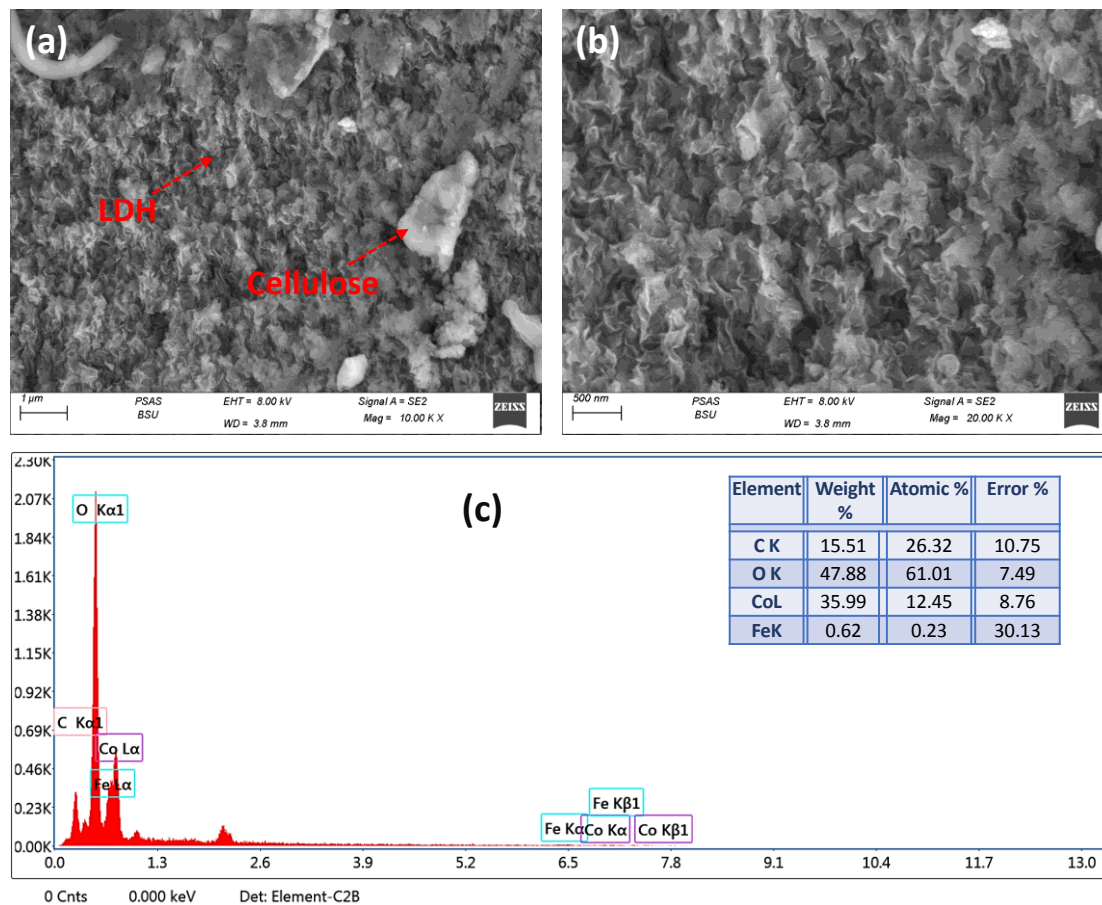 (a)
LDH
Cellulose
1 µm
PSAS
BSU
EHT = 8.00 kV
WD = 3.8 mm
Signal A = SE2
Mag = 10.00 K X
ZEISS
(b)
500 nm
PSAS
BSU
EHT = 8.00 kV
WD = 3.8 mm
Signal A = SE2
Mag = 20.00 K X
ZEISS
(c)
2.30K
2.07K
1.84K
1.61K
1.38K
1.15K
0.92K
0.69K
0.46K
0.23K
0.00K
O Kα1
C Kα1
Co Lα
Fe Lα
Fe Kβ1
Fe Kα
Co Kα
Co Kβ1
0.0 1.3 2.6 3.9 5.2 6.5 7.8 9.1 10.4 11.7 13.0
0 Cnts 0.000 keV Det: Element-C2B
Element Weight % Atomic % Error %
C K 15.51 26.32 10.75
O K 47.88 61.01 7.49
CoL 35.99 12.45 8.76
FeK 0.62 0.23 30.13